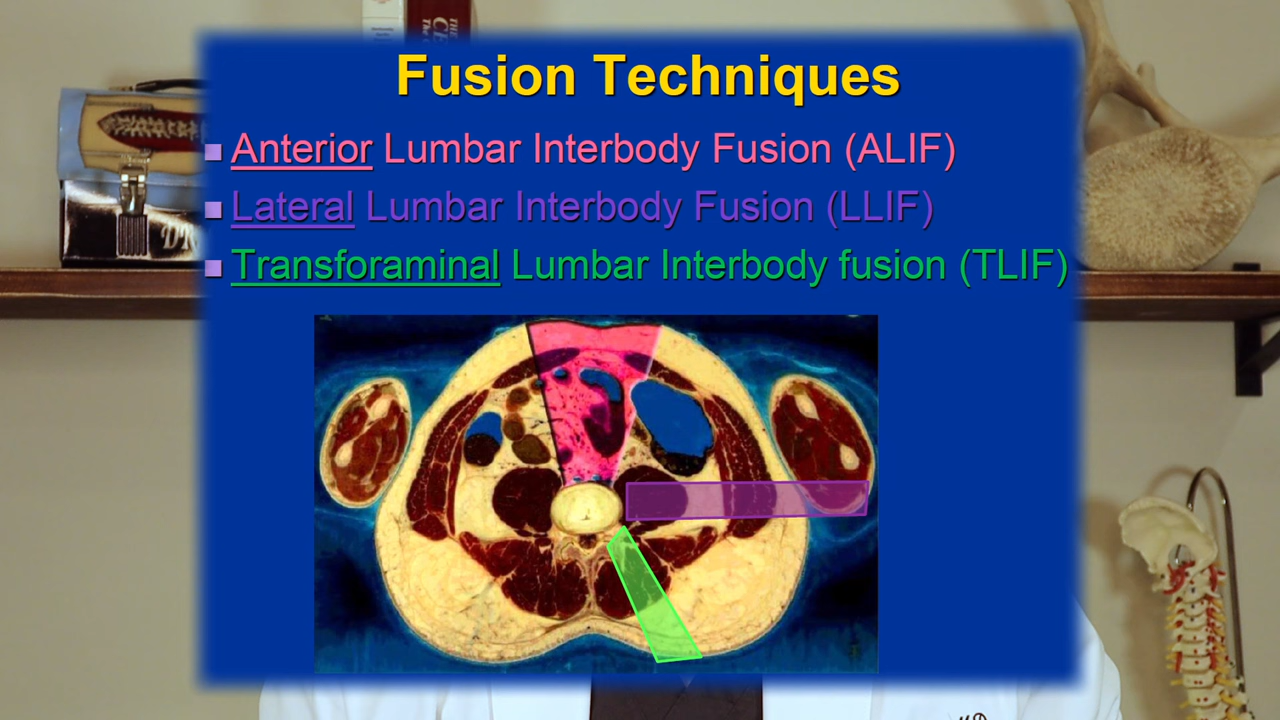 Fusion Techniques
Anterior Lumbar Interbody Fusion (ALIF)
Lateral Lumbar Interbody Fusion (LLIF)
Transforaminal Lumbar Interbody fusion (TLIF)